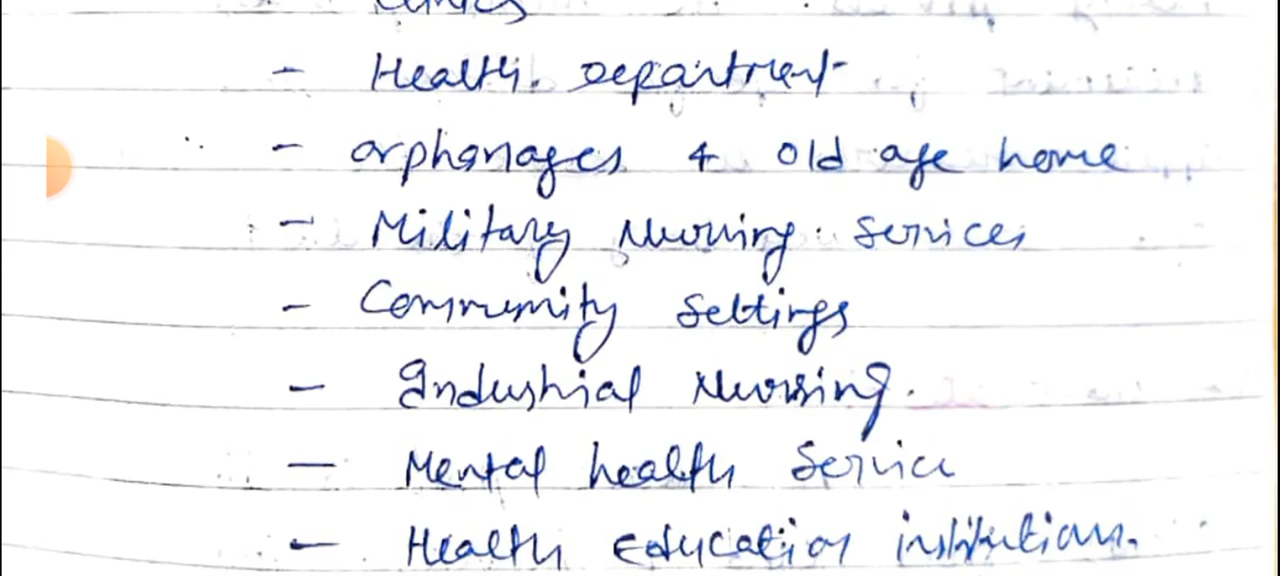 Clinics
- Health Department
- orphanages & old age home
- Military Nursing Services
- Community Settings
- Industrial Nursing.
- Mental health Service
- Health Education institutions.